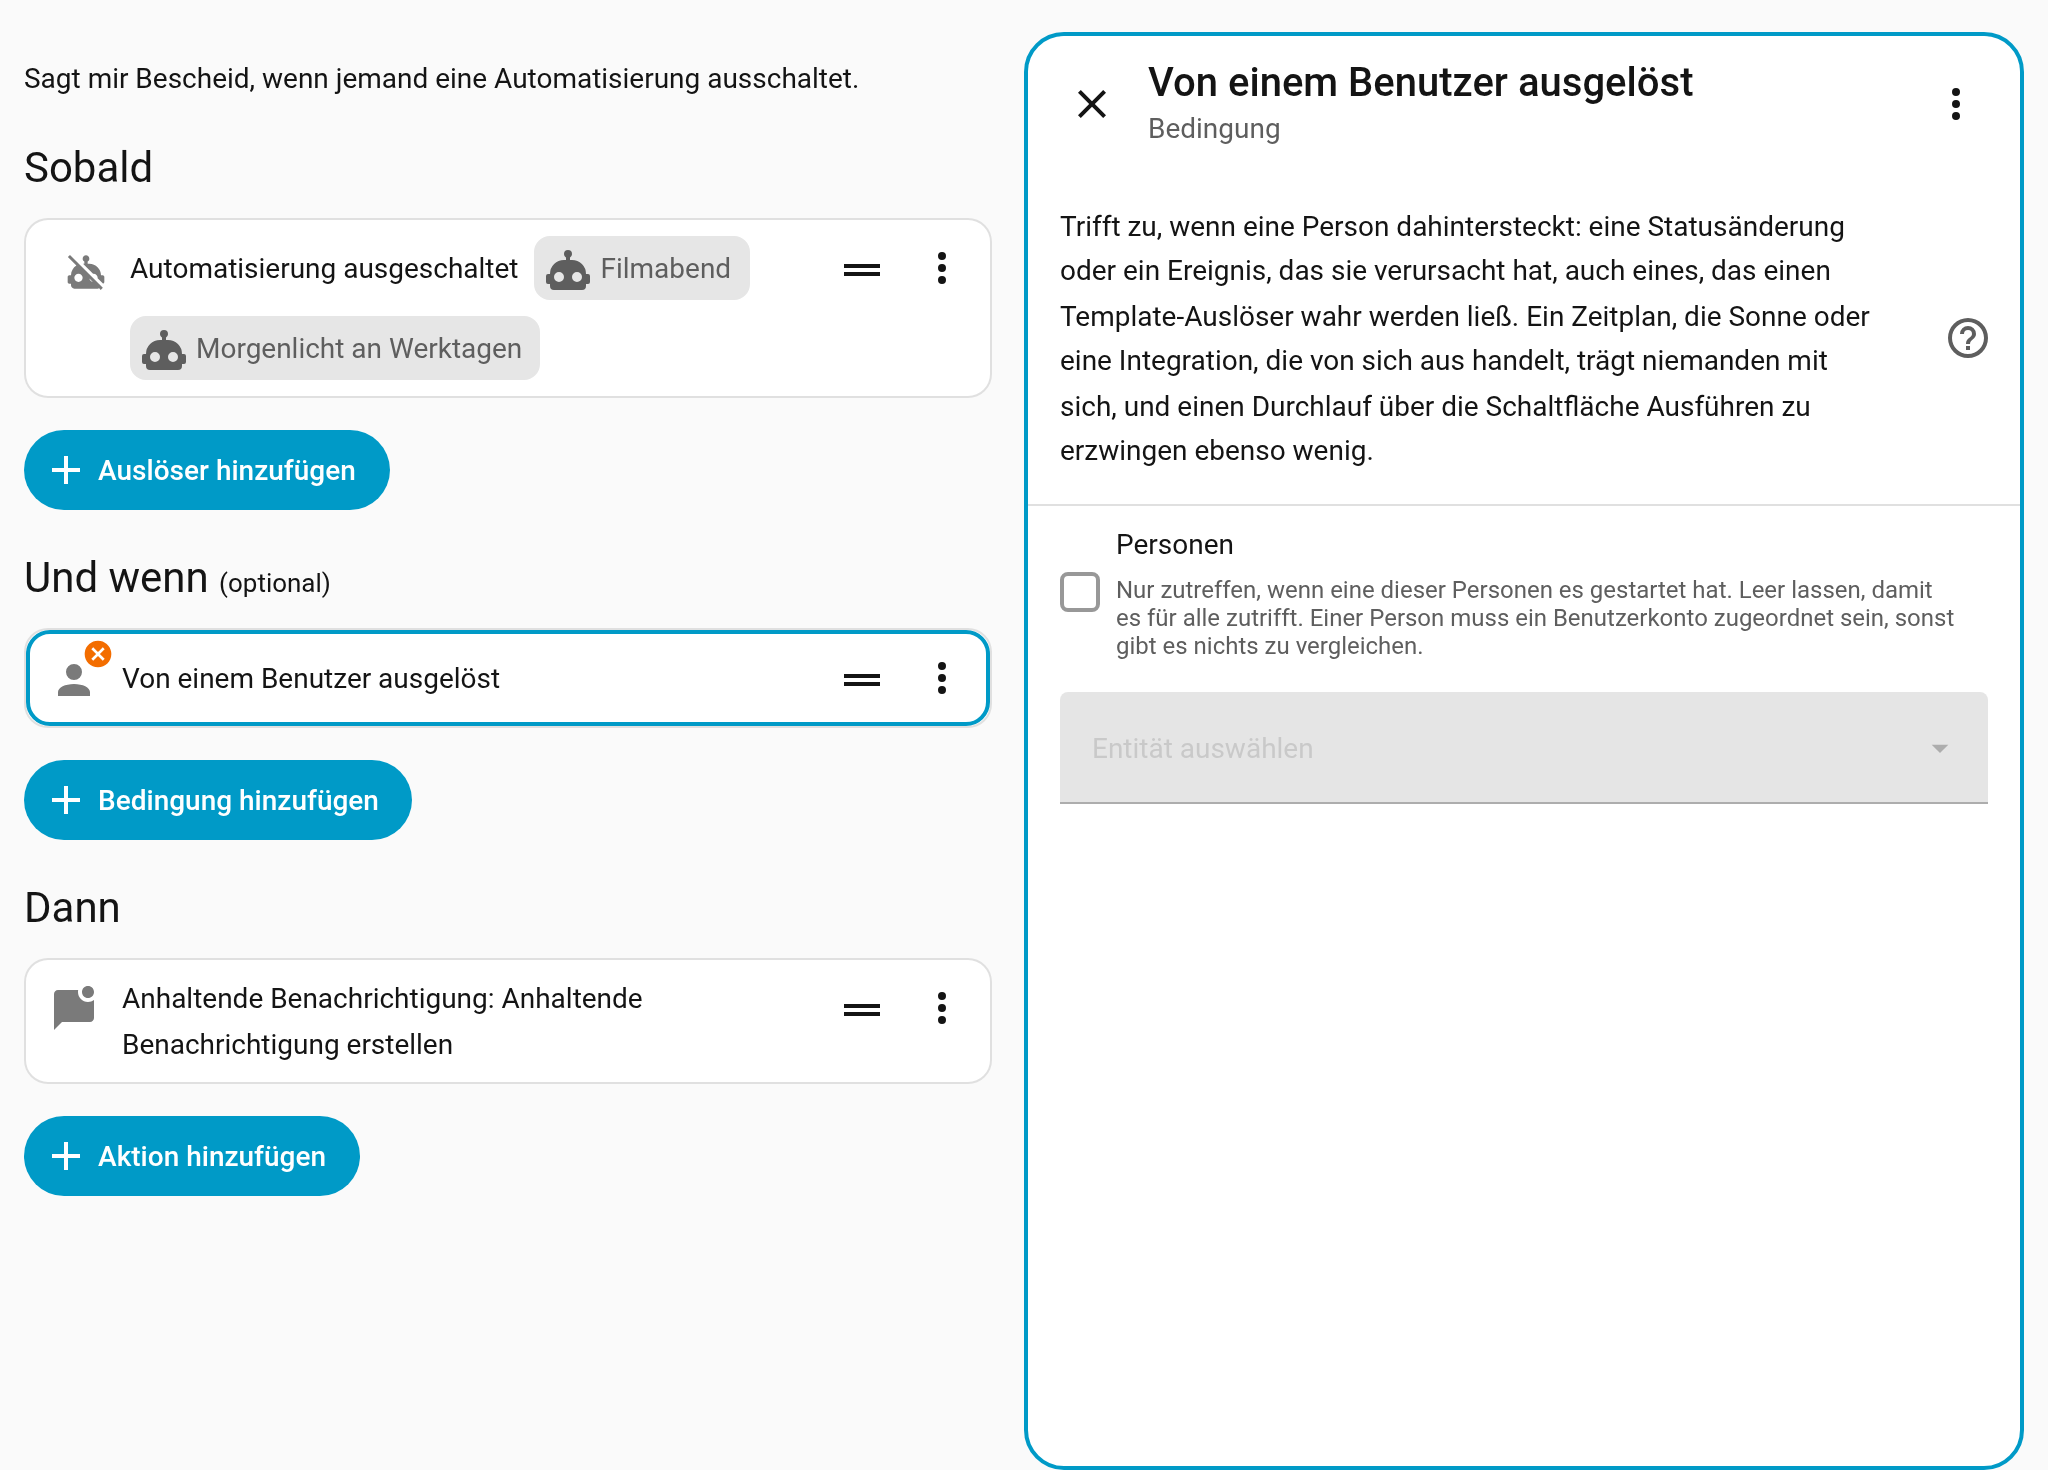 Sagt mir Bescheid, wenn jemand eine Automatisierung ausschaltet.
Sobald
Automatisierung ausgeschaltet Filmabend
Morgenlicht an Werktagen
Auslöser hinzufügen
Und wenn (optional)
Von einem Benutzer ausgelöst
Bedingung hinzufügen
Dann
Anhaltende Benachrichtigung: Anhaltende
Benachrichtigung erstellen
Aktion hinzufügen
Von einem Benutzer ausgelöst
Bedingung
Trifft zu, wenn eine Person dahintersteckt: eine Statusänderung
oder ein Ereignis, das sie verursacht hat, auch eines, das einen
Template-Auslöser wahr werden ließ. Ein Zeitplan, die Sonne oder
eine Integration, die von sich aus handelt, trägt niemanden mit
sich, und einen Durchlauf über die Schaltfläche Ausführen zu
erzwingen ebenso wenig.
Personen
Nur zutreffen, wenn eine dieser Personen es gestartet hat. Leer lassen, damit
es für alle zutrifft. Einer Person muss ein Benutzerkonto zugeordnet sein, sonst
gibt es nichts zu vergleichen.
Entität auswählen